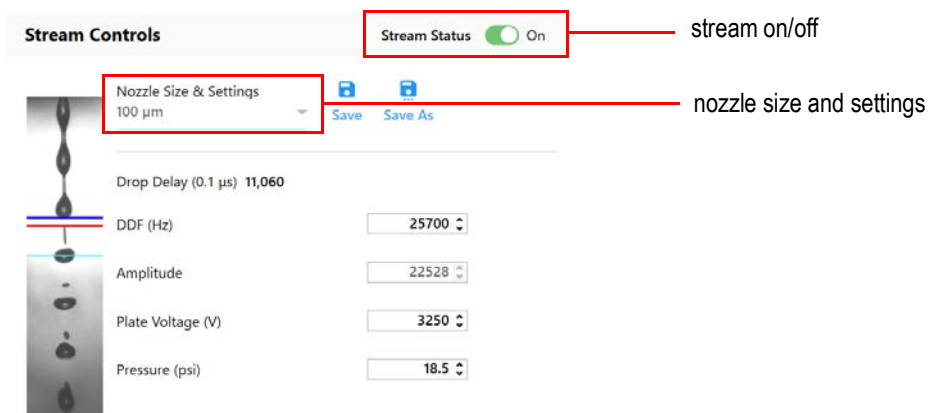 Stream Controls
Stream Status On
stream on/off
Nozzle Size & Settings
100 µm
Save
Save As
nozzle size and settings
Drop Delay (0.1 µs) 11,060
DDF (Hz) 25700
Amplitude 22528
Plate Voltage (V) 3250
Pressure (psi) 18.5